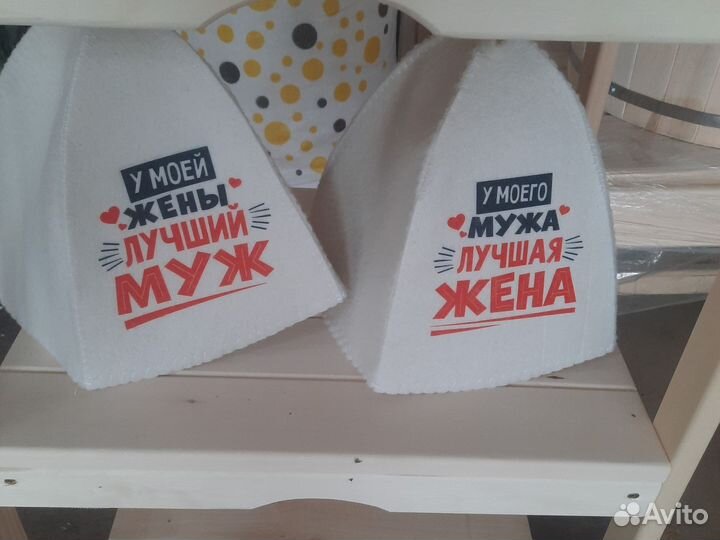 У МОЕЙ
ЖЕНЫ
ЛУЧШИЙ
МУЖ
У МОЕГО
МУЖА
ЛУЧШАЯ
ЖЕНА
Avito